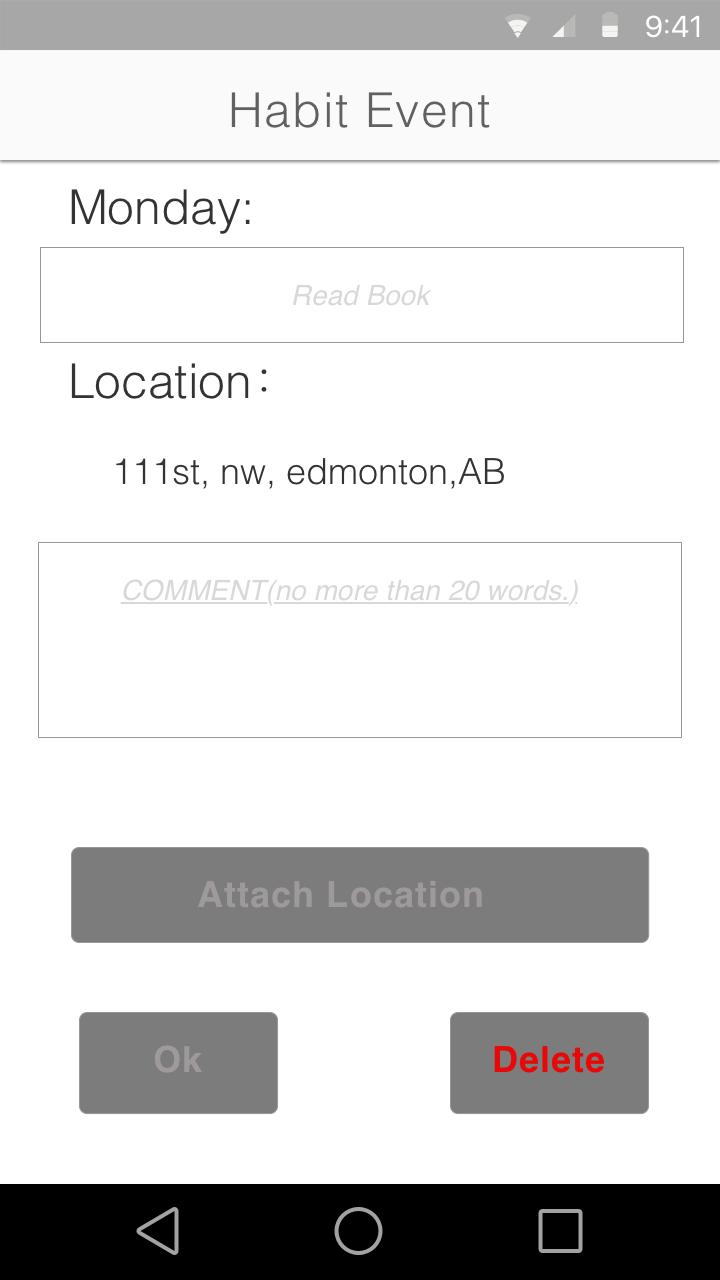 9:41
Habit Event
Monday:
Read Book
Location：
111st, nw, edmonton,AB
COMMENT(no more than 20 words.)
Attach Location
Ok
Delete